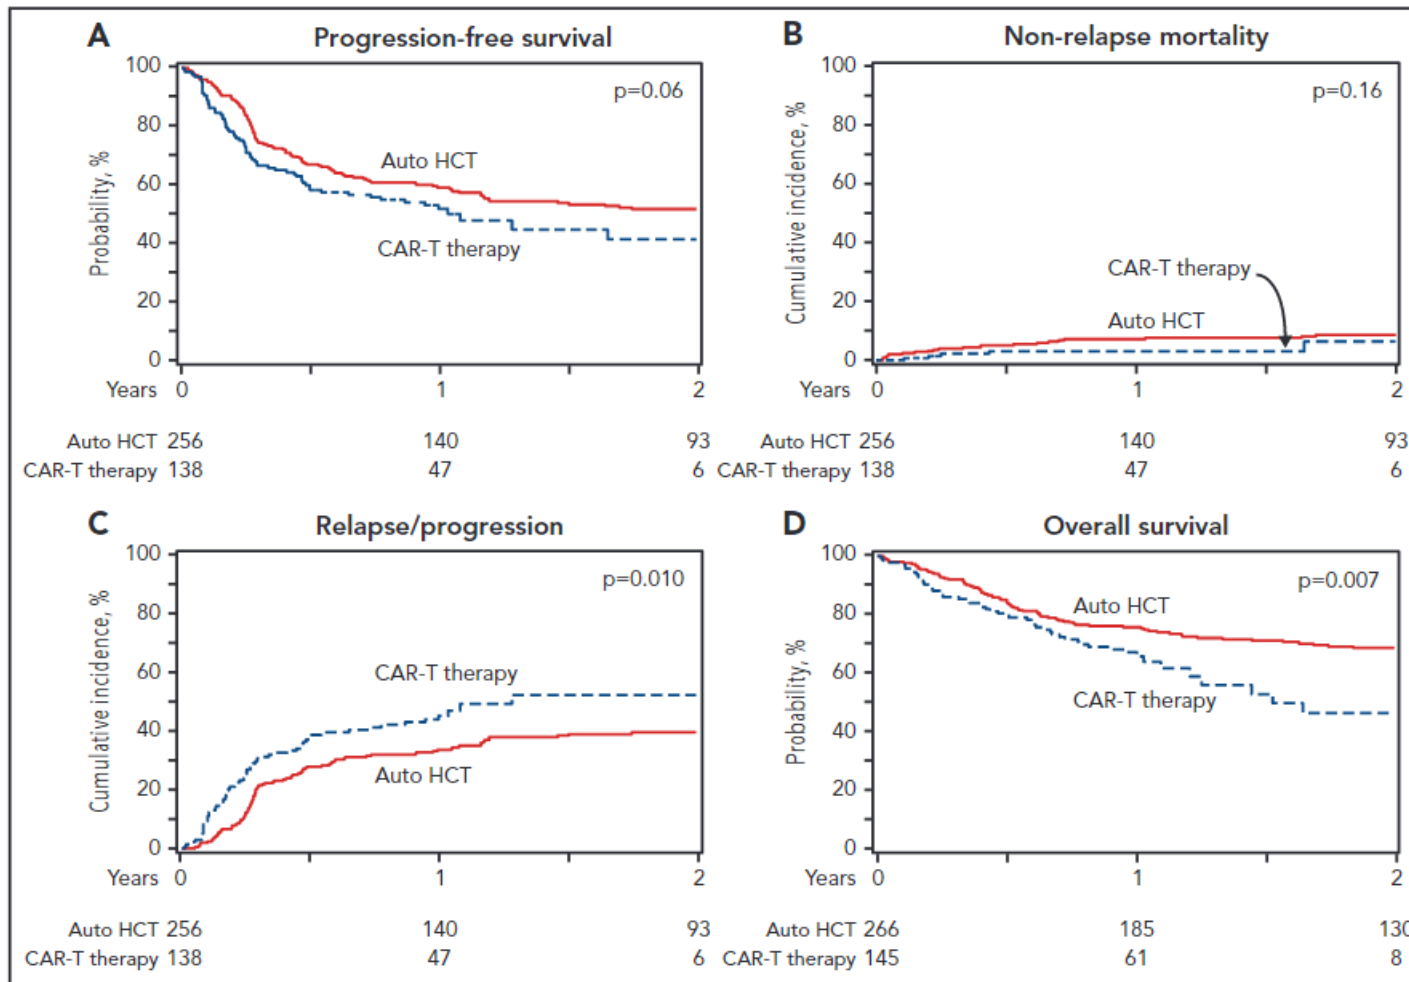 A Progression-free survival
100
80
60
40
20
0
Probability, %
p=0.06
Auto HCT
CAR-T therapy
Years 0 1 2
Auto HCT 256 140 93
CAR-T therapy 138 47 6
B Non-relapse mortality
100
80
60
40
20
0
Cumulative incidence, %
p=0.16
CAR-T therapy
Auto HCT
Years 0 1 2
Auto HCT 256 140 93
CAR-T therapy 138 47 6
C Relapse/progression
100
80
60
40
20
0
Cumulative incidence, %
p=0.010
CAR-T therapy
Auto HCT
Years 0 1 2
Auto HCT 256 140 93
CAR-T therapy 138 47 6
D Overall survival
100
80
60
40
20
0
Probability, %
p=0.007
Auto HCT
CAR-T therapy
Years 0 1 2
Auto HCT 266 185 130
CAR-T therapy 145 61 8